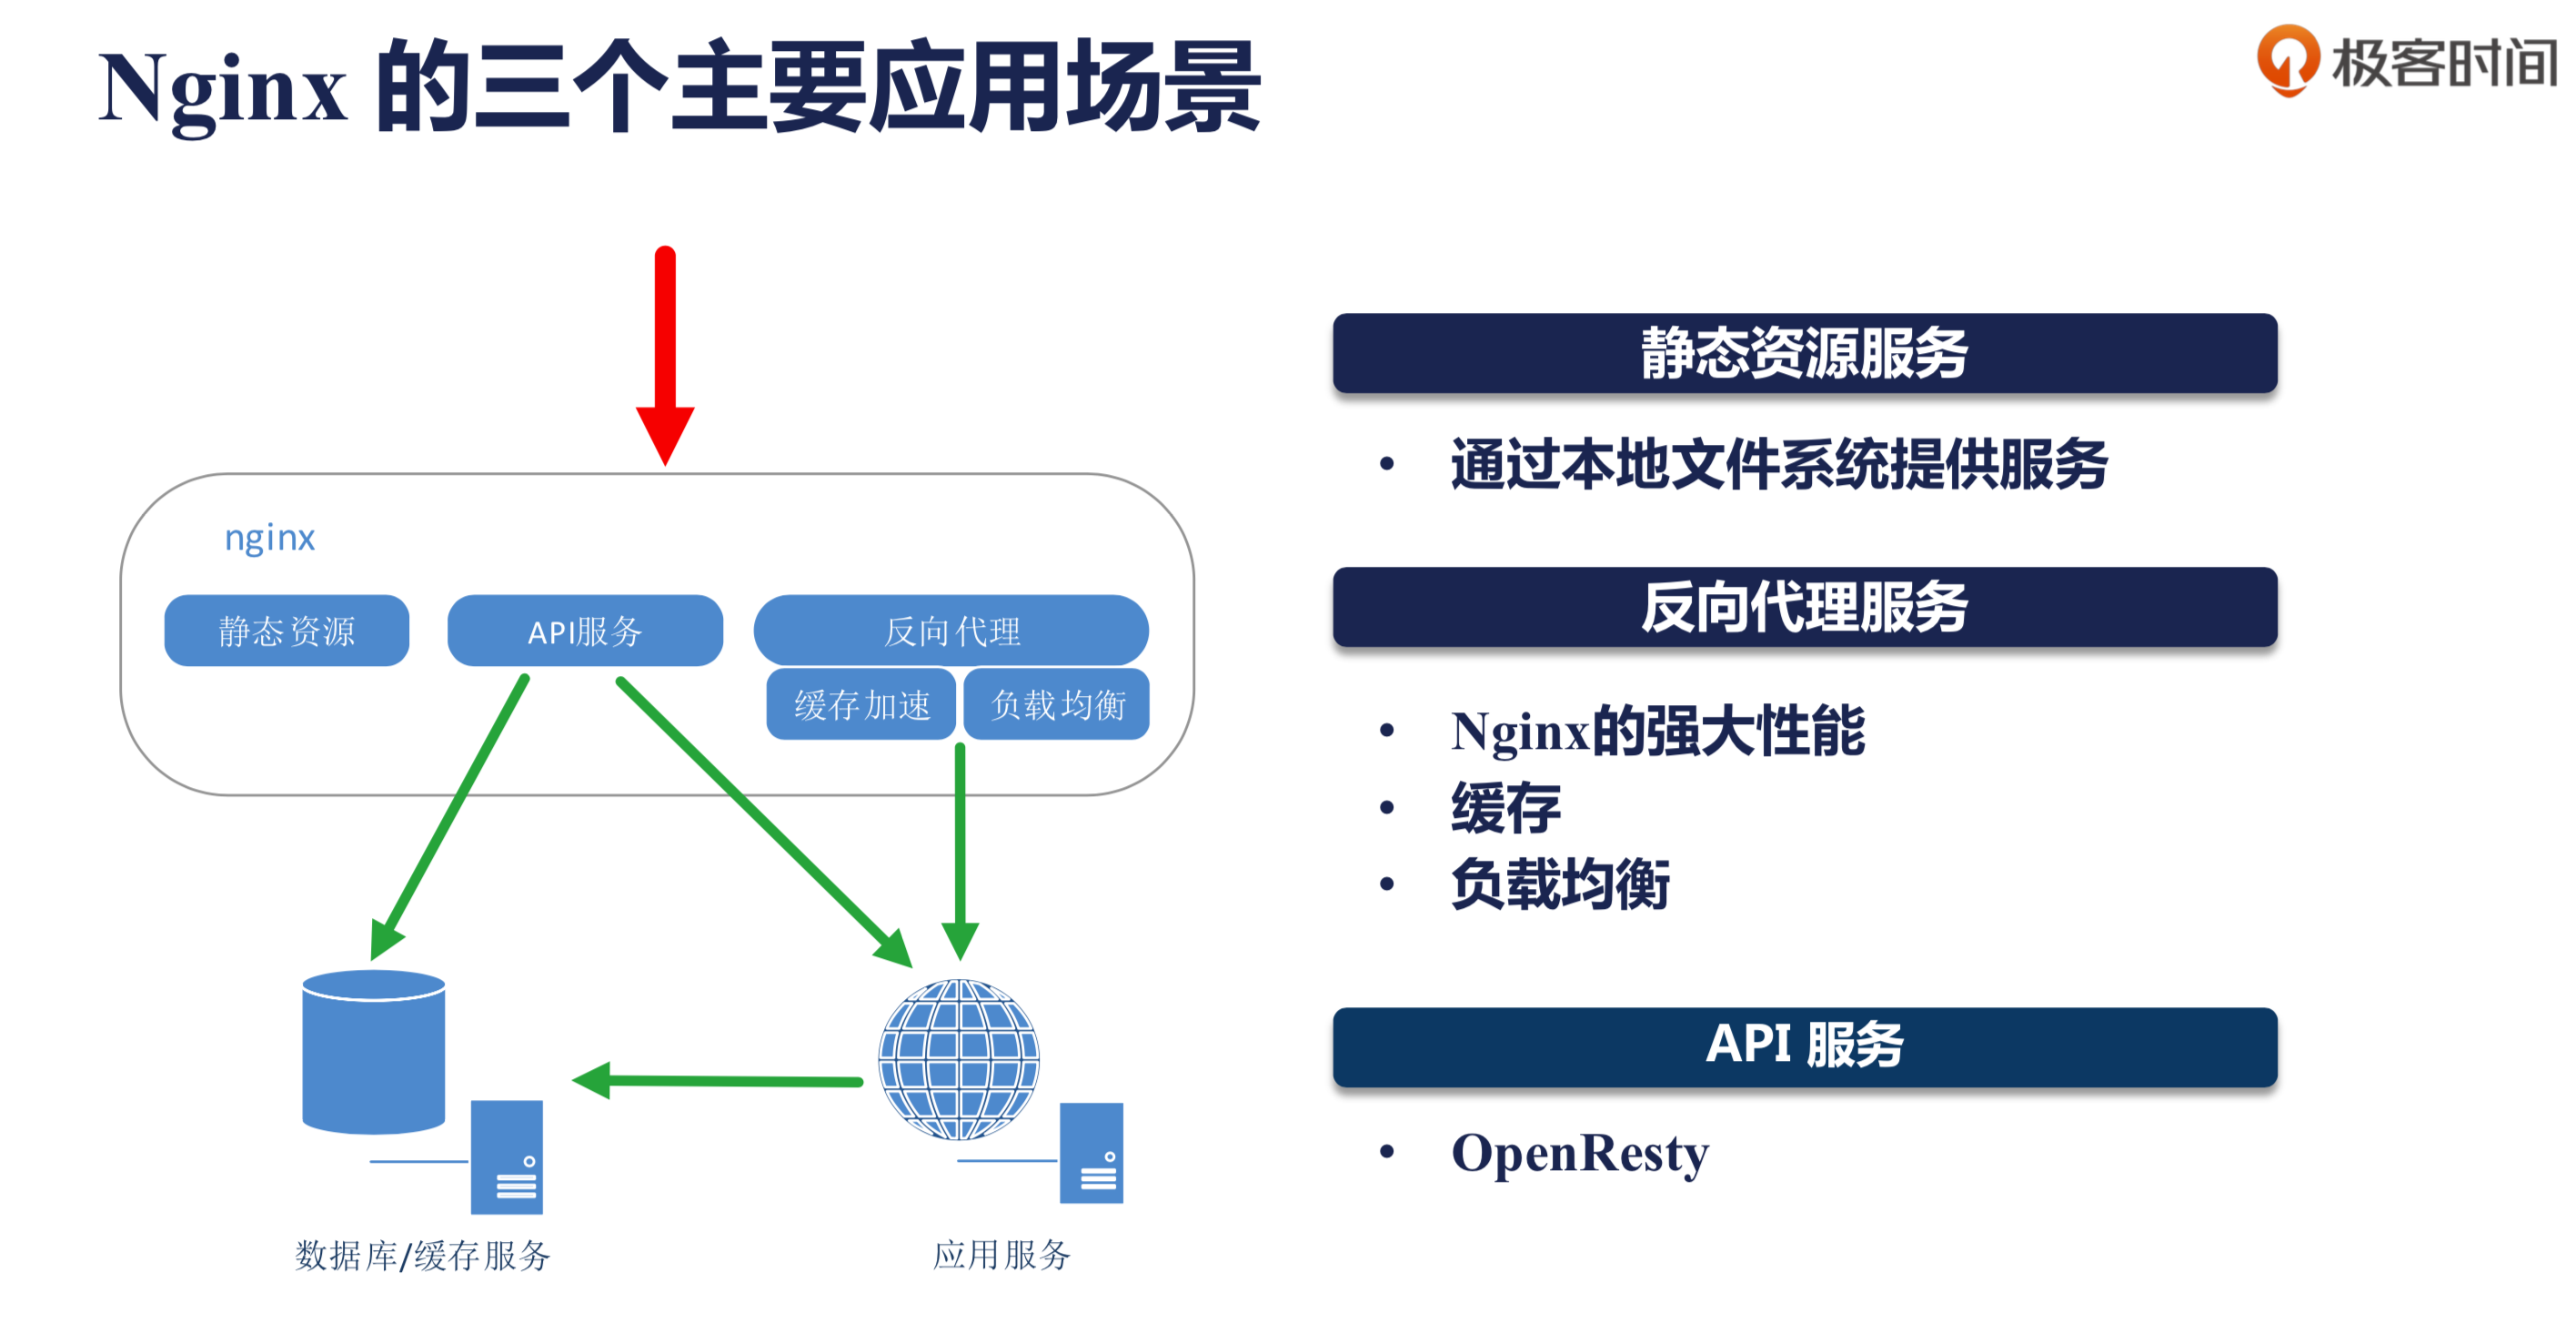 Nginx 的三个主要应用场景
极客时间
nginx
静态资源
API服务
反向代理
缓存加速
负载均衡
数据库/缓存服务
应用服务
静态资源服务
• 通过本地文件系统提供服务
反向代理服务
• Nginx的强大性能
• 缓存
• 负载均衡
API 服务
• OpenResty